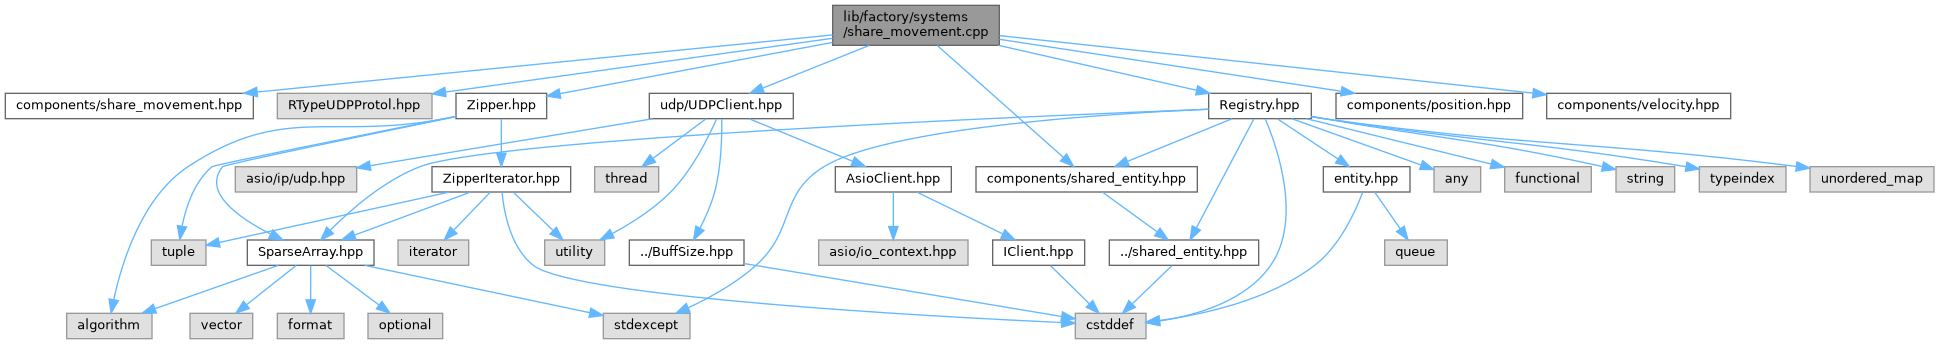 lib/factory/systems
/share_movement.cpp
components/share_movement.hpp
RTypeUDPProtol.hpp
Zipper.hpp
udp/UDPClient.hpp
Registry.hpp
components/position.hpp
components/velocity.hpp
asio/ip/udp.hpp
ZipperIterator.hpp
thread
AsioClient.hpp
components/shared_entity.hpp
entity.hpp
any
functional
string
typeindex
unordered_map
tuple
SparseArray.hpp
iterator
utility
../BuffSize.hpp
asio/io_context.hpp
IClient.hpp
../shared_entity.hpp
queue
algorithm
vector
format
optional
stdexcept
cstddef